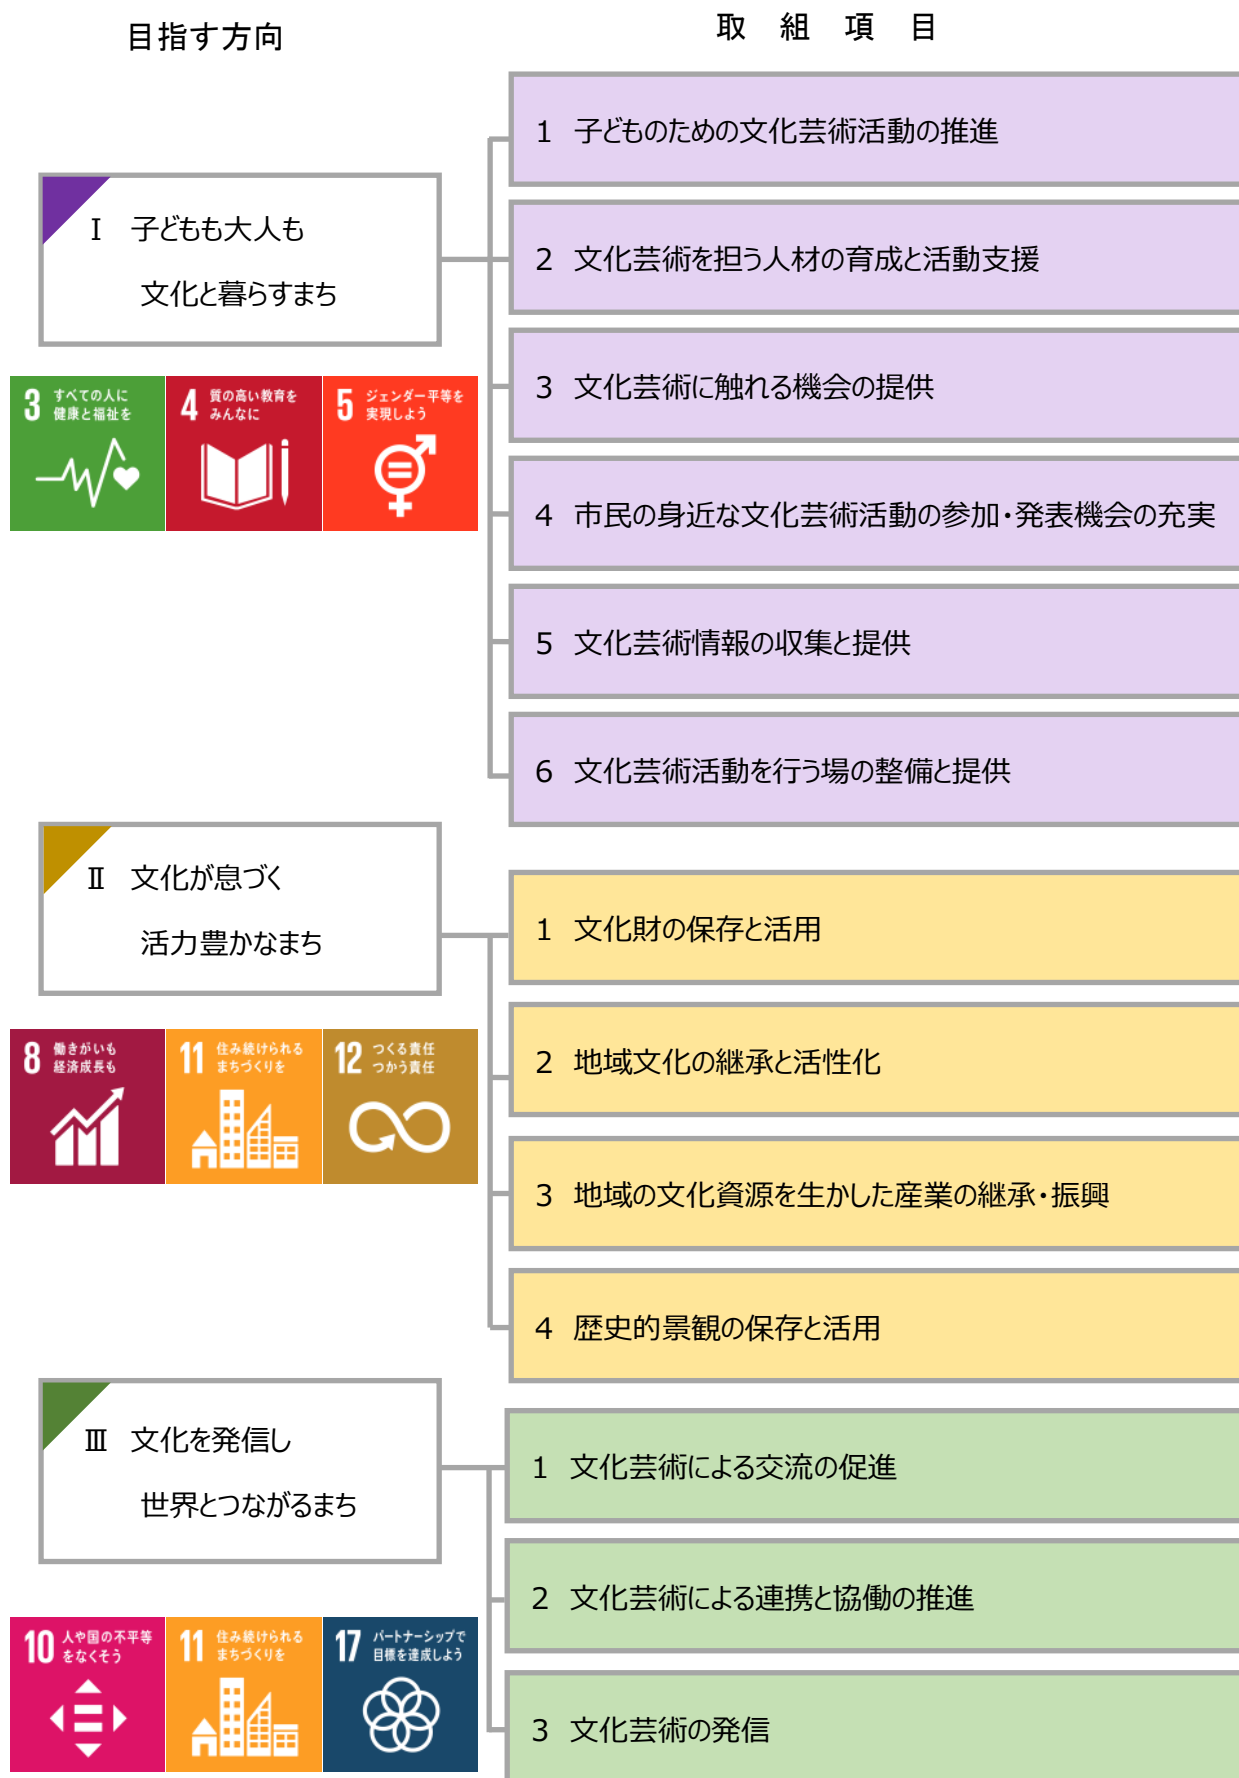 目指す方向
取組項目
Ⅰ 子どもも大人も
文化と暮らすまち
3 すべての人に
健康と福祉を
4 質の高い教育を
みんなに
5 ジェンダー平等を
実現しよう
1 子どものための文化芸術活動の推進
2 文化芸術を担う人材の育成と活動支援
3 文化芸術に触れる機会の提供
4 市民の身近な文化芸術活動の参加・発表機会の充実
5 文化芸術情報の収集と提供
6 文化芸術活動を行う場の整備と提供
Ⅱ 文化が息づく
活力豊かなまち
8 働きがいも
経済成長も
11 住み続けられる
まちづくりを
12 つくる責任
つかう責任
1 文化財の保存と活用
2 地域文化の継承と活性化
3 地域の文化資源を生かした産業の継承・振興
4 歴史的景観の保存と活用
Ⅲ 文化を発信し
世界とつながるまち
10 人や国の不平等
をなくそう
11 住み続けられる
まちづくりを
17 パートナーシップで
目標を達成しよう
1 文化芸術による交流の促進
2 文化芸術による連携と協働の推進
3 文化芸術の発信